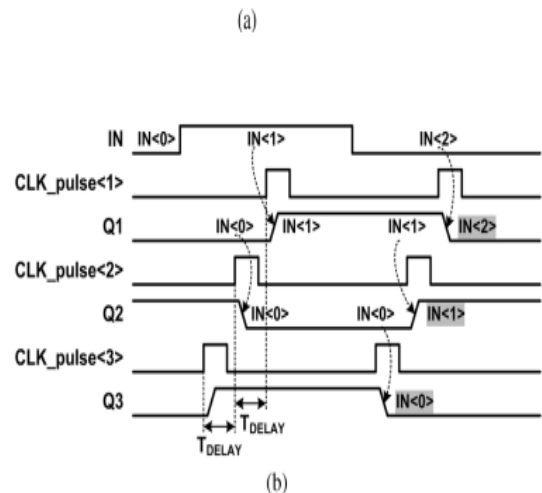 (a)
IN IN<0> IN<1> IN<2>
CLK_pulse<1>
Q1 IN<0> IN<1> IN<1> IN<2>
CLK_pulse<2>
Q2 IN<0> IN<0> IN<1>
CLK_pulse<3>
Q3 IN<0>
TDELAY
TDELAY
(b)